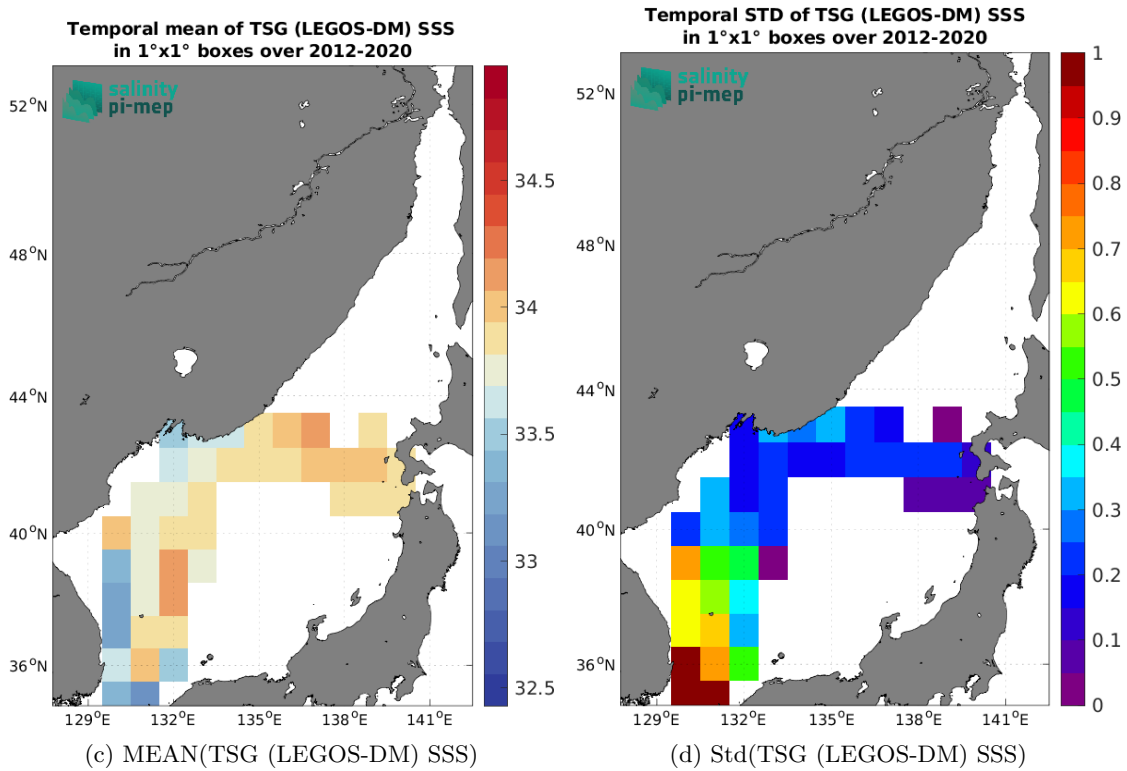 Temporal mean of TSG (LEGOS-DM) SSS
in 1°x1° boxes over 2012-2020
salinity
pi-mep
52°N
48°N
44°N
40°N
36°N
129°E
132°E
135°E
138°E
141°E
34.5
34
33.5
33
32.5
(c) MEAN(TSG (LEGOS-DM) SSS)
Temporal STD of TSG (LEGOS-DM) SSS
in 1°x1° boxes over 2012-2020
salinity
pi-mep
52°N
48°N
44°N
40°N
36°N
129°E
132°E
135°E
138°E
141°E
1
0.9
0.8
0.7
0.6
0.5
0.4
0.3
0.2
0.1
0
(d) Std(TSG (LEGOS-DM) SSS)